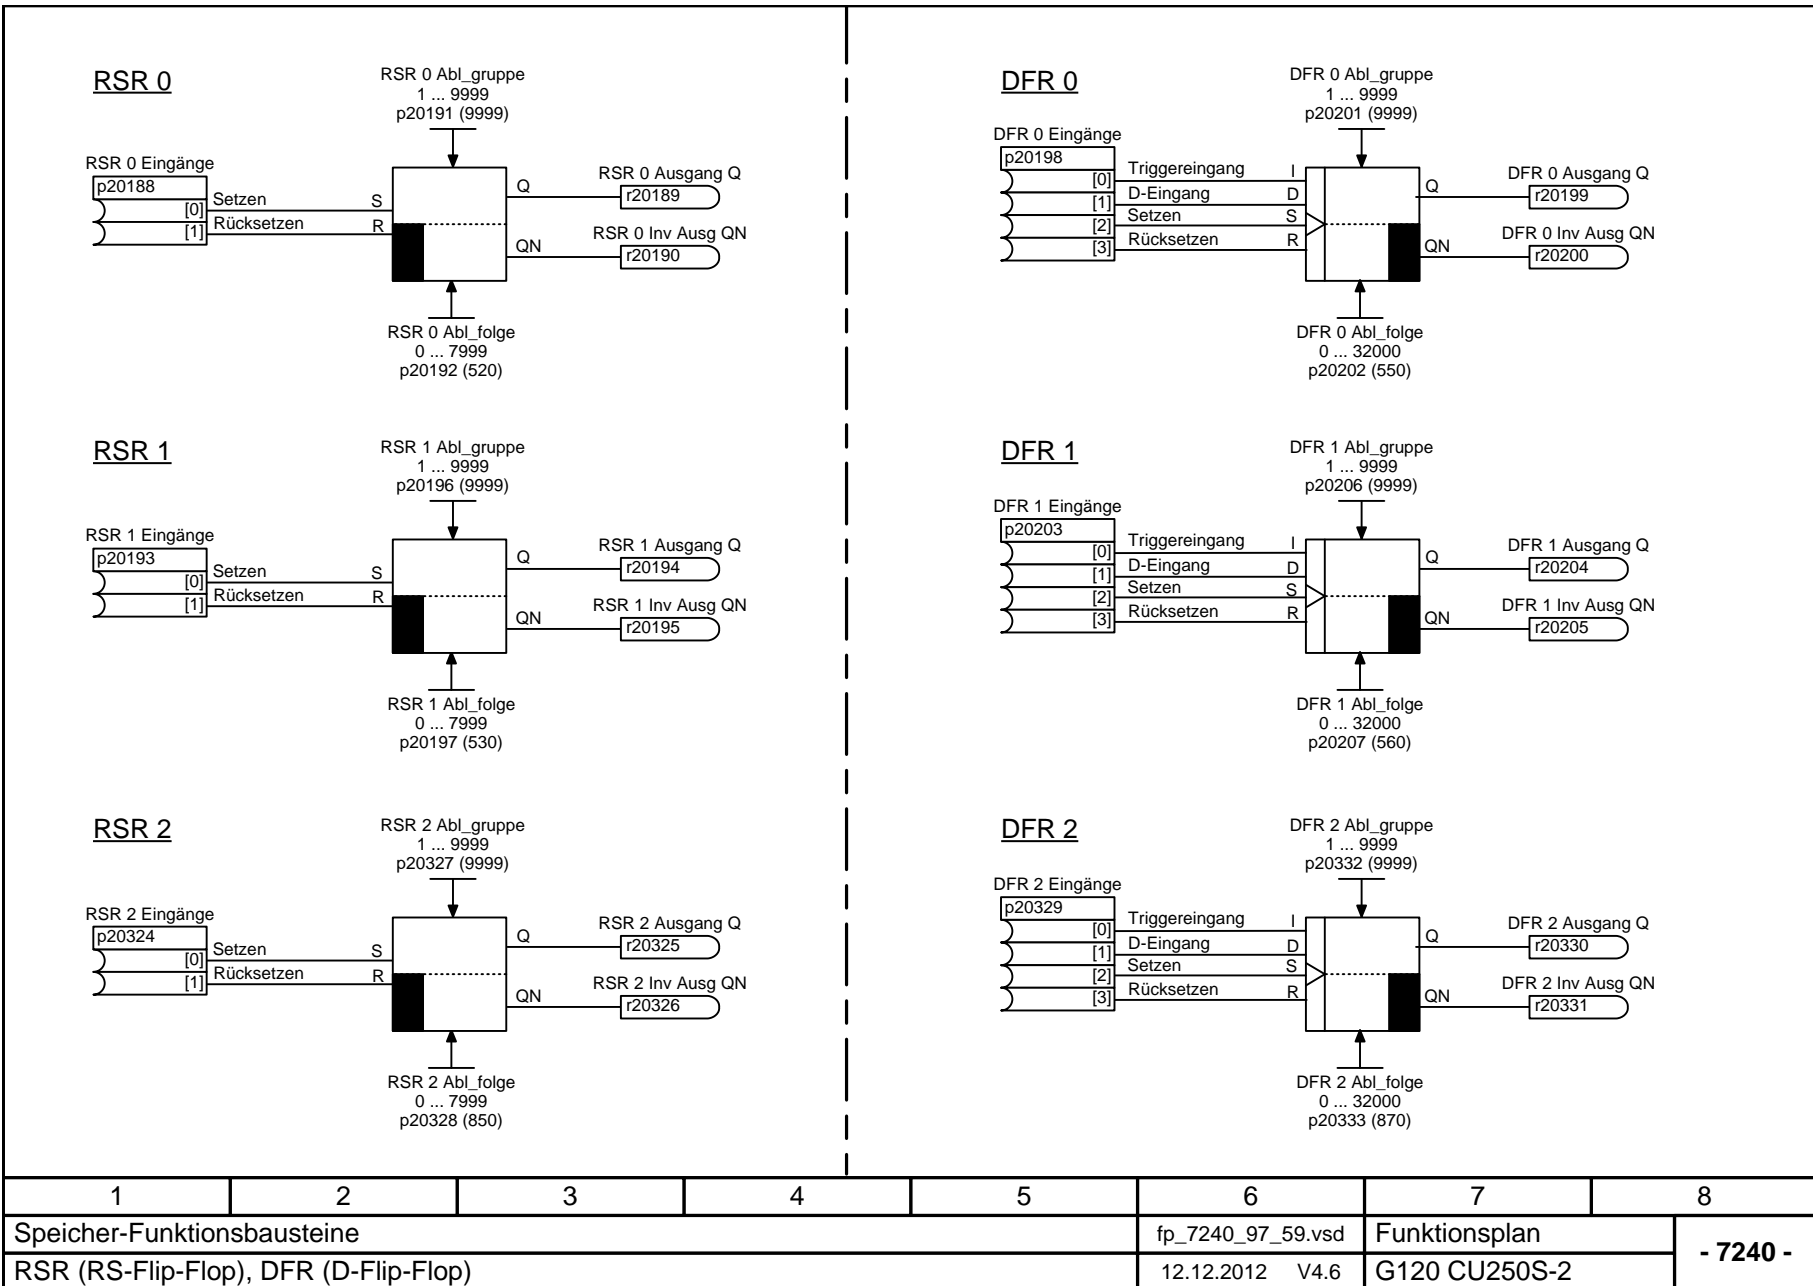 RSR 0
RSR 0 Abl_gruppe
1 ... 9999
p20191 (9999)
RSR 0 Eingänge
p20188
[0]
[1]
Setzen
S
Rücksetzen
R
Q
RSR 0 Ausgang Q
r20189
QN
RSR 0 Inv Ausg QN
r20190
RSR 0 Abl_folge
0 ... 7999
p20192 (520)
RSR 1
RSR 1 Abl_gruppe
1 ... 9999
p20196 (9999)
RSR 1 Eingänge
p20193
[0]
[1]
Setzen
S
Rücksetzen
R
Q
RSR 1 Ausgang Q
r20194
QN
RSR 1 Inv Ausg QN
r20195
RSR 1 Abl_folge
0 ... 7999
p20197 (530)
RSR 2
RSR 2 Abl_gruppe
1 ... 9999
p20327 (9999)
RSR 2 Eingänge
p20324
[0]
[1]
Setzen
S
Rücksetzen
R
Q
RSR 2 Ausgang Q
r20325
QN
RSR 2 Inv Ausg QN
r20326
RSR 2 Abl_folge
0 ... 7999
p20328 (850)
DFR 0
DFR 0 Abl_gruppe
1 ... 9999
p20201 (9999)
DFR 0 Eingänge
p20198
[0]
[1]
[2]
[3]
Triggereingang
I
D-Eingang
D
Setzen
S
Rücksetzen
R
Q
DFR 0 Ausgang Q
r20199
QN
DFR 0 Inv Ausg QN
r20200
DFR 0 Abl_folge
0 ... 32000
p20202 (550)
DFR 1
DFR 1 Abl_gruppe
1 ... 9999
p20206 (9999)
DFR 1 Eingänge
p20203
[0]
[1]
[2]
[3]
Triggereingang
I
D-Eingang
D
Setzen
S
Rücksetzen
R
Q
DFR 1 Ausgang Q
r20204
QN
DFR 1 Inv Ausg QN
r20205
DFR 1 Abl_folge
0 ... 32000
p20207 (560)
DFR 2
DFR 2 Abl_gruppe
1 ... 9999
p20332 (9999)
DFR 2 Eingänge
p20329
[0]
[1]
[2]
[3]
Triggereingang
I
D-Eingang
D
Setzen
S
Rücksetzen
R
Q
DFR 2 Ausgang Q
r20330
QN
DFR 2 Inv Ausg QN
r20331
DFR 2 Abl_folge
0 ... 32000
p20333 (870)
1 2 3 4 5 6 7 8
Speicher-Funktionsbausteine
fp_7240_97_59.vsd
Funktionsplan
- 7240 -
RSR (RS-Flip-Flop), DFR (D-Flip-Flop)
12.12.2012 V4.6
G120 CU250S-2